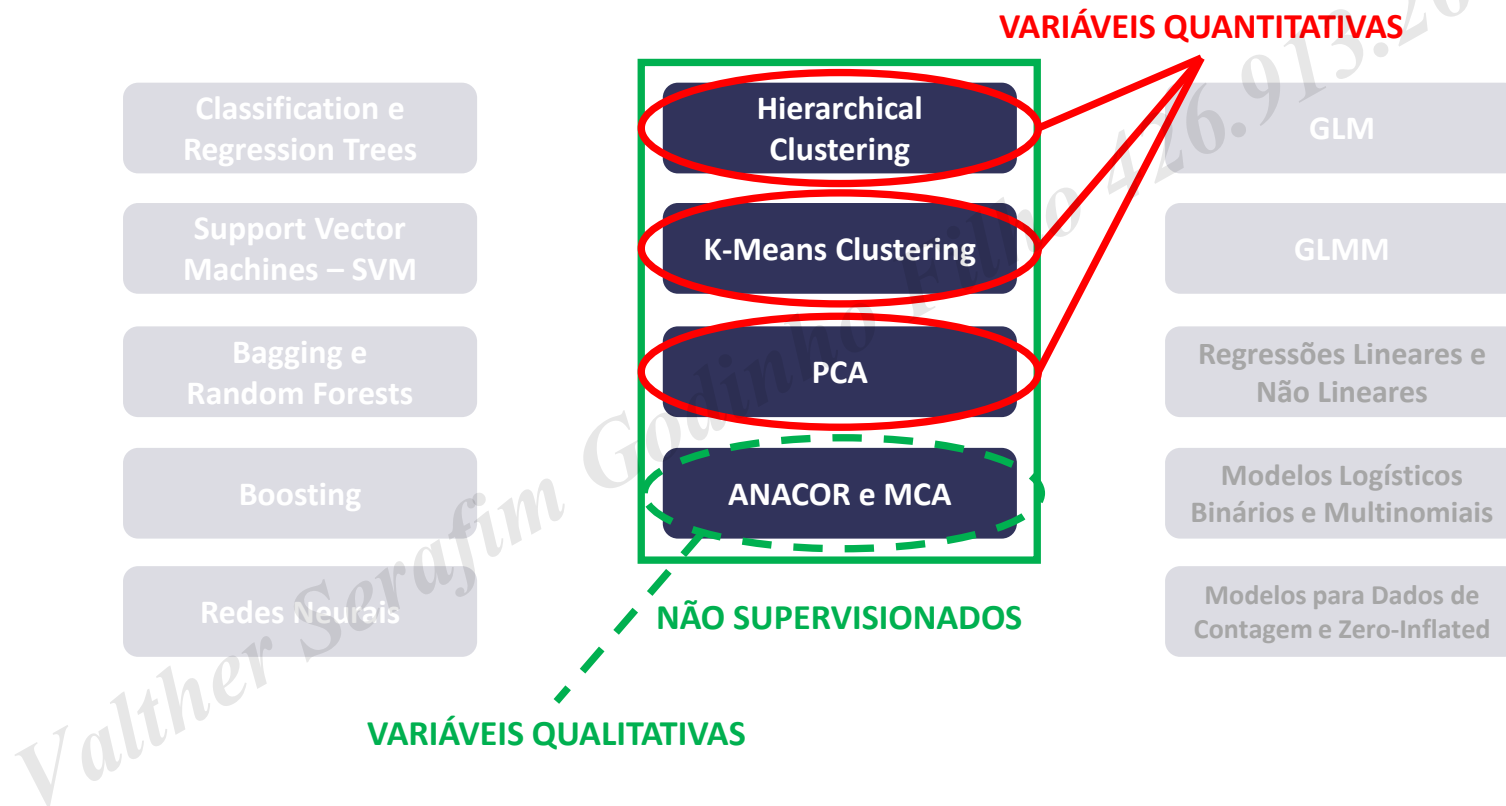 VARIÁVEIS QUANTITATIVAS
Classification e
Regression Trees
Support Vector
Machines – SVM
Bagging e
Random Forests
Boosting
Redes Neurais
Hierarchical
Clustering
K-Means Clustering
PCA
ANACOR e MCA
NÃO SUPERVISIONADOS
VARIÁVEIS QUALITATIVAS
GLM
GLMM
Regressões Lineares e
Não Lineares
Modelos Logísticos
Binários e Multinomiais
Modelos para Dados de
Contagem e Zero-Inflated
Valther Serafim Godinho Filho 426.913.26